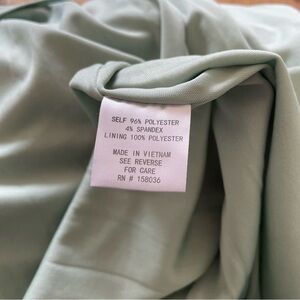 SELF 96% POLYESTER
4% SPANDEX
LINING 100% POLYESTER
MADE IN VIETNAM
SEE REVERSE
FOR CARE
RN # 158036